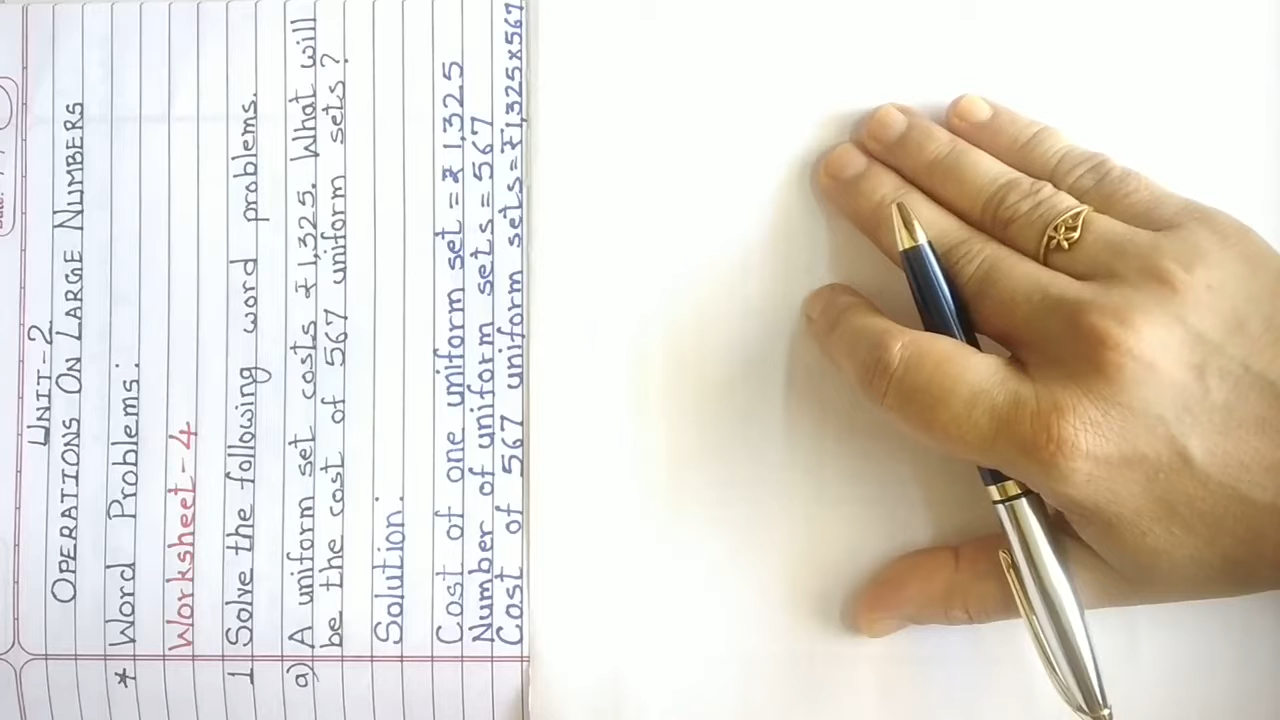 UNIT-2
OPERATIONS ON LARGE NUMBERS
* Word Problems:
Worksheet-4
1 Solve the following word problems.
a) A uniform set costs ₹1,325. What will
be the cost of 567 uniform sets?
Solution:
Cost of one uniform set = ₹1,325
Number of uniform sets = 567
Cost of 567 uniform sets = ₹1,325×567